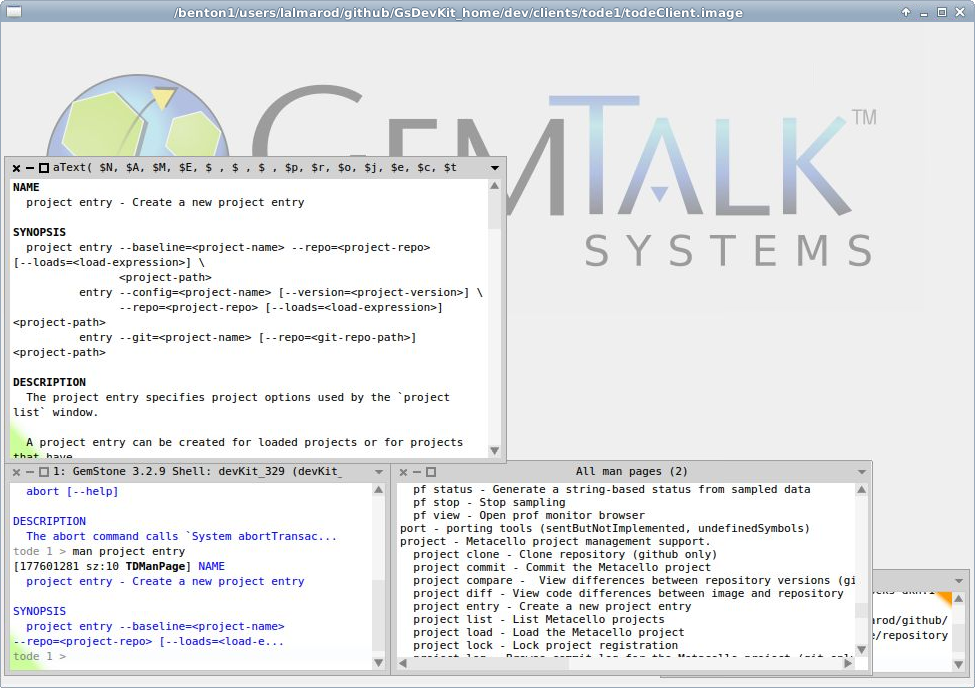 /benton1/users/lalmarod/github/GsDevKit_home/dev/clients/tode1/todeClient.image
GEMTALK™
SYSTEMS
aText( $N, $A, $M, $E, $ , $ , $ , $p, $r, $o, $j, $e, $c, $t
NAME
project entry - Create a new project entry
SYNOPSIS
project entry --baseline=<project-name> --repo=<project-repo>
[--loads=<load-expression>] \
<project-path>
entry --config=<project-name> [--version=<project-version>] \
--repo=<project-repo> [--loads=<load-expression>]
<project-path>
entry --git=<project-name> [--repo=<git-repo-path>]
<project-path>
DESCRIPTION
The project entry specifies project options used by the `project
list` window.
A project entry can be created for loaded projects or for projects
that have
1: GemStone 3.2.9 Shell: devKit_329 (devKit_
abort [--help]
DESCRIPTION
The abort command calls `System abortTransac...
tode 1 > man project entry
[177601281 sz:10 TDManPage] NAME
project entry - Create a new project entry
SYNOPSIS
project entry --baseline=<project-name>
--repo=<project-repo> [--loads=<load-e...
tode 1 >
All man pages (2)
pf status - Generate a string-based status from sampled data
pf stop - Stop sampling
pf view - Open prof monitor browser
port - porting tools (sentButNotImplemented, undefinedSymbols)
project - Metacello project management support.
project clone - Clone repository (github only)
project commit - Commit the Metacello project
project compare -  View differences between repository versions (gi
project diff - View code differences between image and repository
project entry - Create a new project entry
project list - List Metacello projects
project load - Load the Metacello project
project lock - Lock project registration
project log - Browse commit log for the Metacello project (git only
arod/github/
e/repository